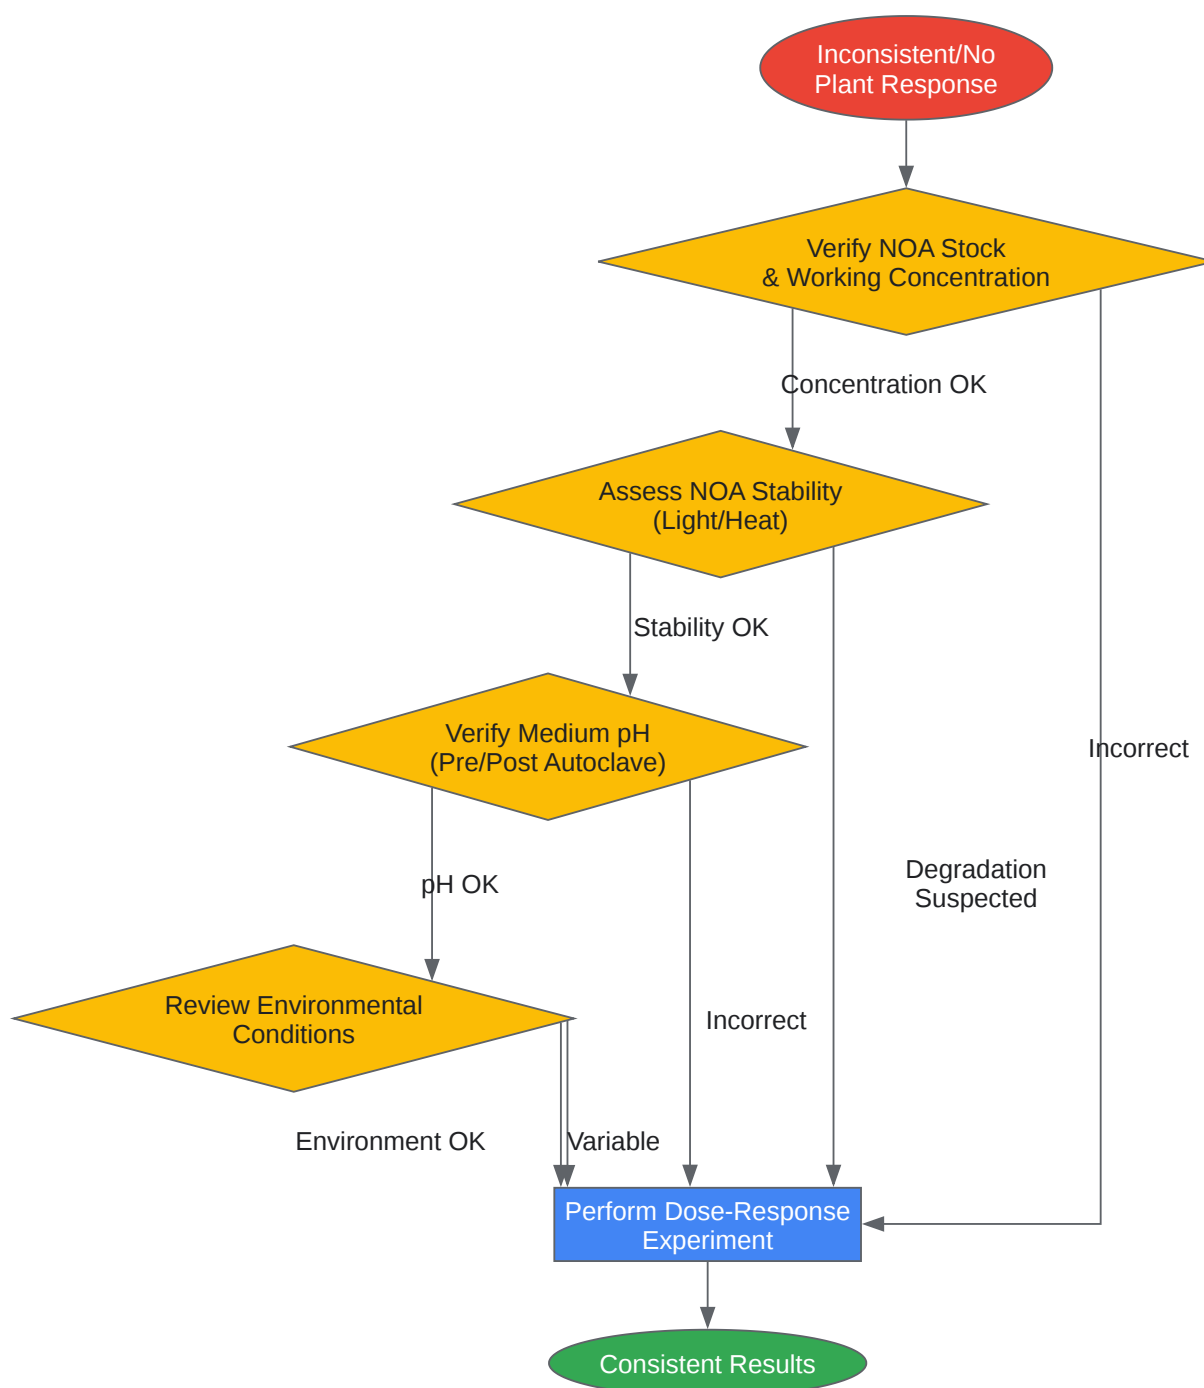 Inconsistent/No
Plant Response
Verify NOA Stock
& Working Concentration
Concentration OK
Assess NOA Stability
(Light/Heat)
Stability OK
Verify Medium pH
(Pre/Post Autoclave)
Incorrect
Degradation
Suspected
pH OK
Review Environmental
Conditions
Incorrect
Environment OK
Variable
Perform Dose-Response
Experiment
Consistent Results